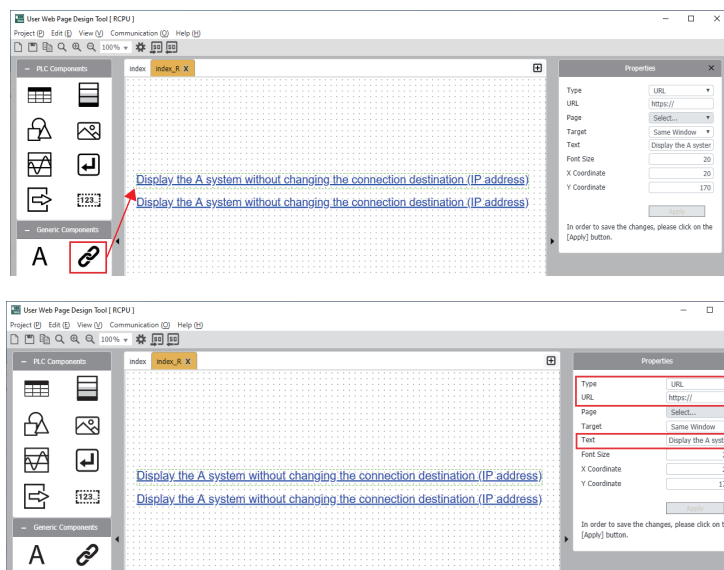 User Web Page Design Tool [ RCPU ]
Project (P) Edit (E) View (V) Communication (O) Help (H)
100%
− PLC Components
index index_R X
Properties X
Type URL
URL https://
Page Select...
Target Same Window
Text Display the A syster
Font Size 20
X Coordinate 20
Y Coordinate 170
Apply
In order to save the changes, please click on the
[Apply] button.
123...
Display the A system without changing the connection destination (IP address)
Display the A system without changing the connection destination (IP address)
− Generic Components
A
User Web Page Design Tool [ RCPU ]
Project (P) Edit (E) View (V) Communication (O) Help (H)
100%
− PLC Components
index index_R X
Properties
Type URL
URL https://
Page Select...
Target Same Window
Text Display the A syst
Font Size 2
X Coordinate 2
Y Coordinate 17
Apply
In order to save the changes, please click on t
[Apply] button.
123...
Display the A system without changing the connection destination (IP address)
Display the A system without changing the connection destination (IP address)
− Generic Components
A